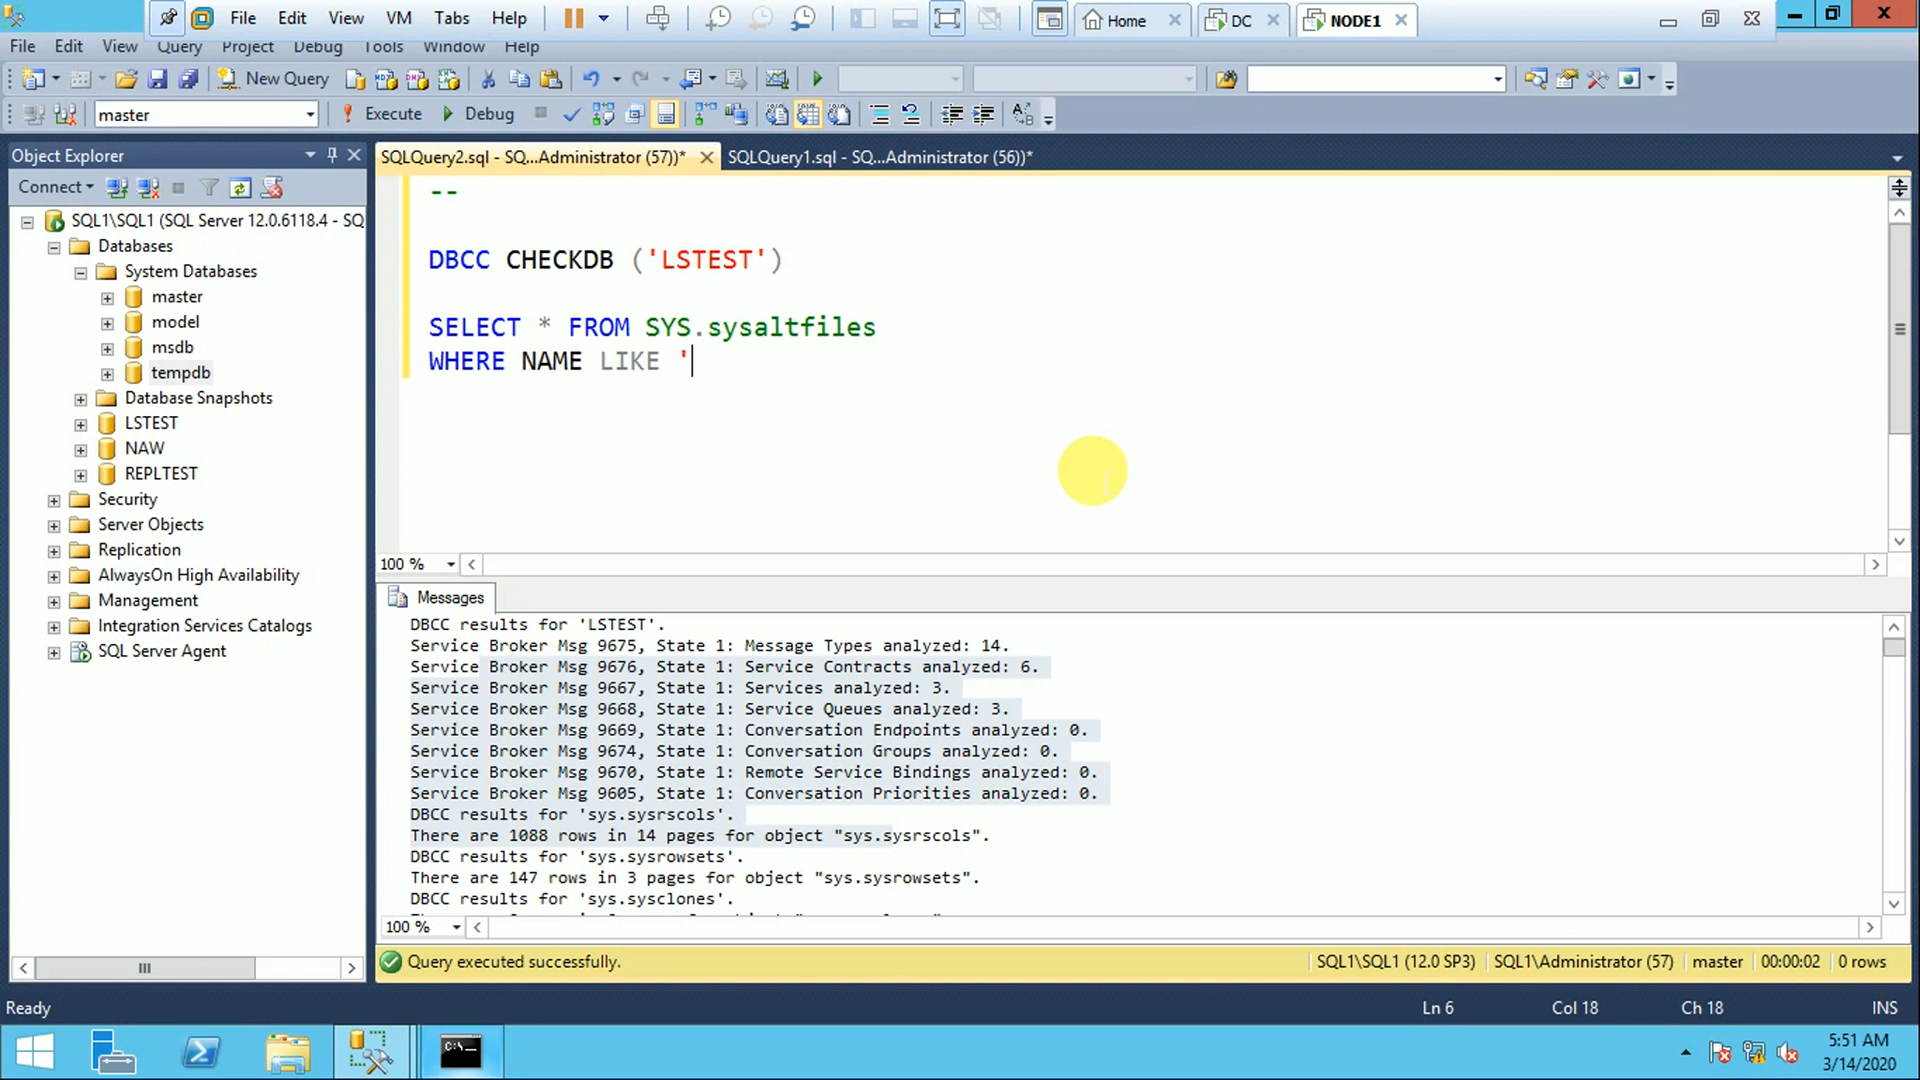 File Edit View VM Tabs Help Home DC NODE1
File Edit View Query Project Debug Tools Window Help
New Query
master Execute Debug
Object Explorer
SQLQuery2.sql - SQ...Administrator (57))* SQLQuery1.sql - SQ...Administrator (56))*
Connect
SQL1\SQL1 (SQL Server 12.0.6118.4 - SQ
Databases
System Databases
master
model
msdb
tempdb
Database Snapshots
LSTEST
NAW
REPLTEST
Security
Server Objects
Replication
AlwaysOn High Availability
Management
Integration Services Catalogs
SQL Server Agent
--
DBCC CHECKDB ('LSTEST')
SELECT * FROM SYS.sysaltfiles
WHERE NAME LIKE '
100 %
Messages
DBCC results for 'LSTEST'.
Service Broker Msg 9675, State 1: Message Types analyzed: 14.
Service Broker Msg 9676, State 1: Service Contracts analyzed: 6.
Service Broker Msg 9667, State 1: Services analyzed: 3.
Service Broker Msg 9668, State 1: Service Queues analyzed: 3.
Service Broker Msg 9669, State 1: Conversation Endpoints analyzed: 0.
Service Broker Msg 9674, State 1: Conversation Groups analyzed: 0.
Service Broker Msg 9670, State 1: Remote Service Bindings analyzed: 0.
Service Broker Msg 9605, State 1: Conversation Priorities analyzed: 0.
DBCC results for 'sys.sysrscols'.
There are 1088 rows in 14 pages for object "sys.sysrscols".
DBCC results for 'sys.sysrowsets'.
There are 147 rows in 3 pages for object "sys.sysrowsets".
DBCC results for 'sys.sysclones'.
100 %
Query executed successfully. SQL1\SQL1 (12.0 SP3) SQL1\Administrator (57) master 00:00:02 0 rows
Ready Ln 6 Col 18 Ch 18 INS
5:51 AM
3/14/2020